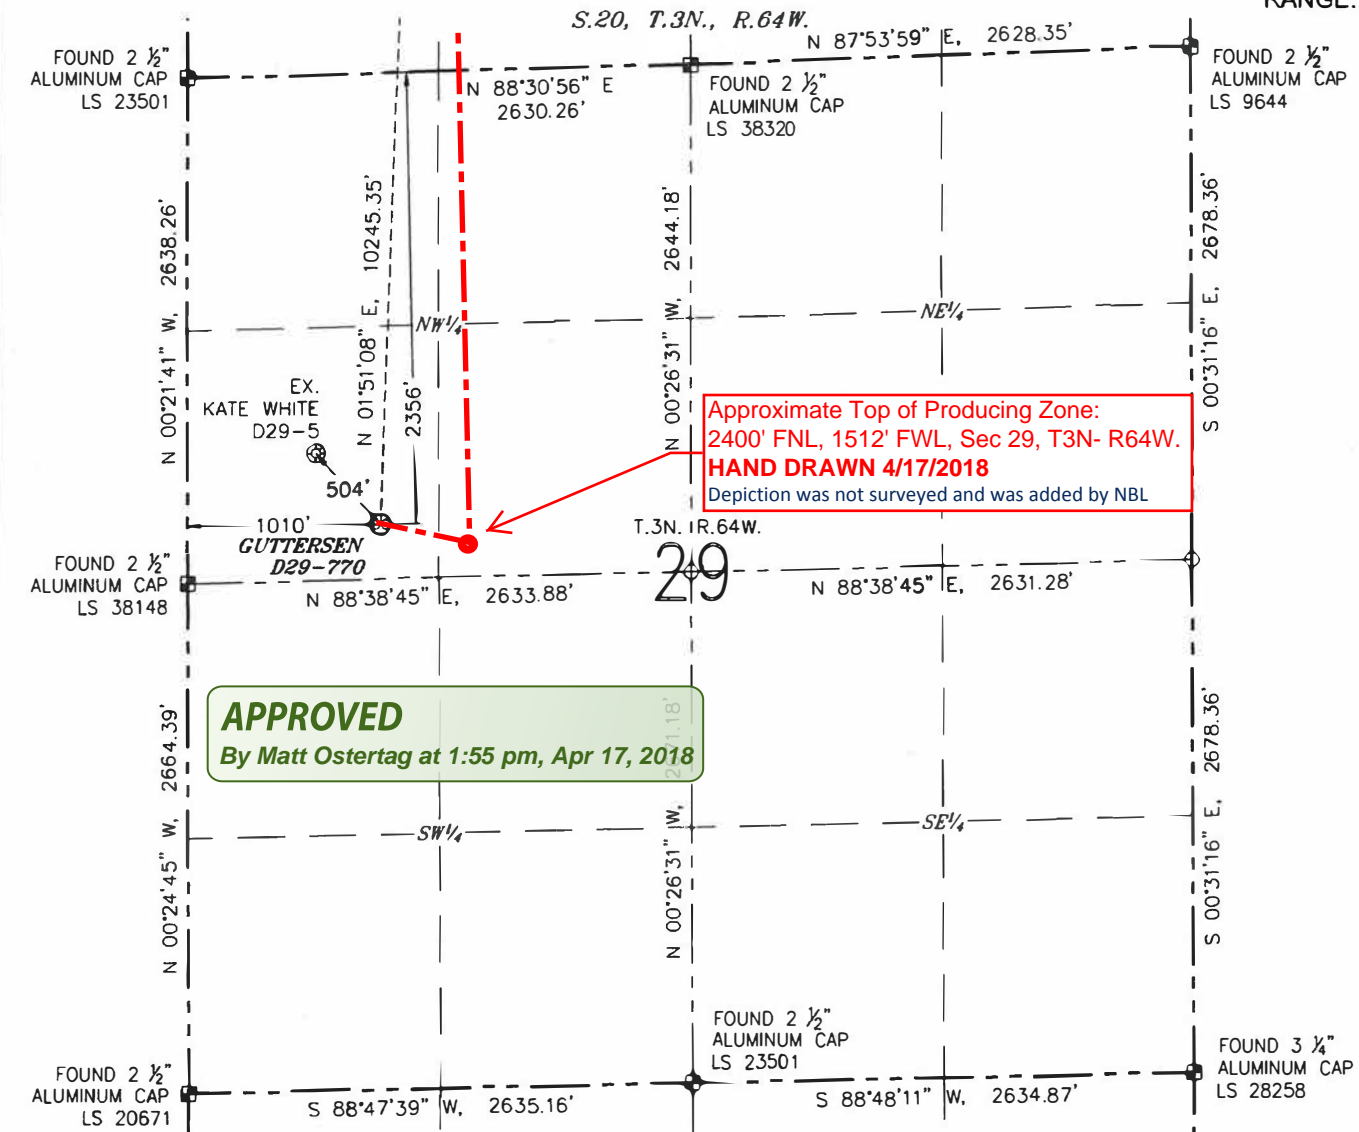 RANGE:
S.20, T.3N., R.64W.
N 87°53'59" E, 2628.35'
FOUND 2 ½"
ALUMINUM CAP
LS 23501
N 88°30'56" E
2630.26'
FOUND 2 ½"
ALUMINUM CAP
LS 38320
FOUND 2 ½"
ALUMINUM CAP
LS 9644
N 00°21'41" W, 2638.26'
N 01°51'08" E, 10245.35'
2356'
N 00°26'31" W, 2644.18'
S 00°31'16" E, 2678.36'
NW¼
NE¼
EX.
KATE WHITE
D29-5
504'
1010'
GUTTERSEN
D29-770
Approximate Top of Producing Zone:
2400' FNL, 1512' FWL, Sec 29, T3N- R64W.
HAND DRAWN 4/17/2018
Depiction was not surveyed and was added by NBL
T.3N. R.64W.
29
FOUND 2 ½"
ALUMINUM CAP
LS 38148
N 88°38'45" E, 2633.88'
N 88°38'45" E, 2631.28'
APPROVED
By Matt Ostertag at 1:55 pm, Apr 17, 2018
N 00°24'45" W, 2664.39'
N 00°26'31" W, 2671.18'
S 00°31'16" E, 2678.36'
SW¼
SE¼
FOUND 2 ½"
ALUMINUM CAP
LS 23501
FOUND 2 ½"
ALUMINUM CAP
LS 20671
S 88°47'39" W, 2635.16'
S 88°48'11" W, 2634.87'
FOUND 3 ¼"
ALUMINUM CAP
LS 28258